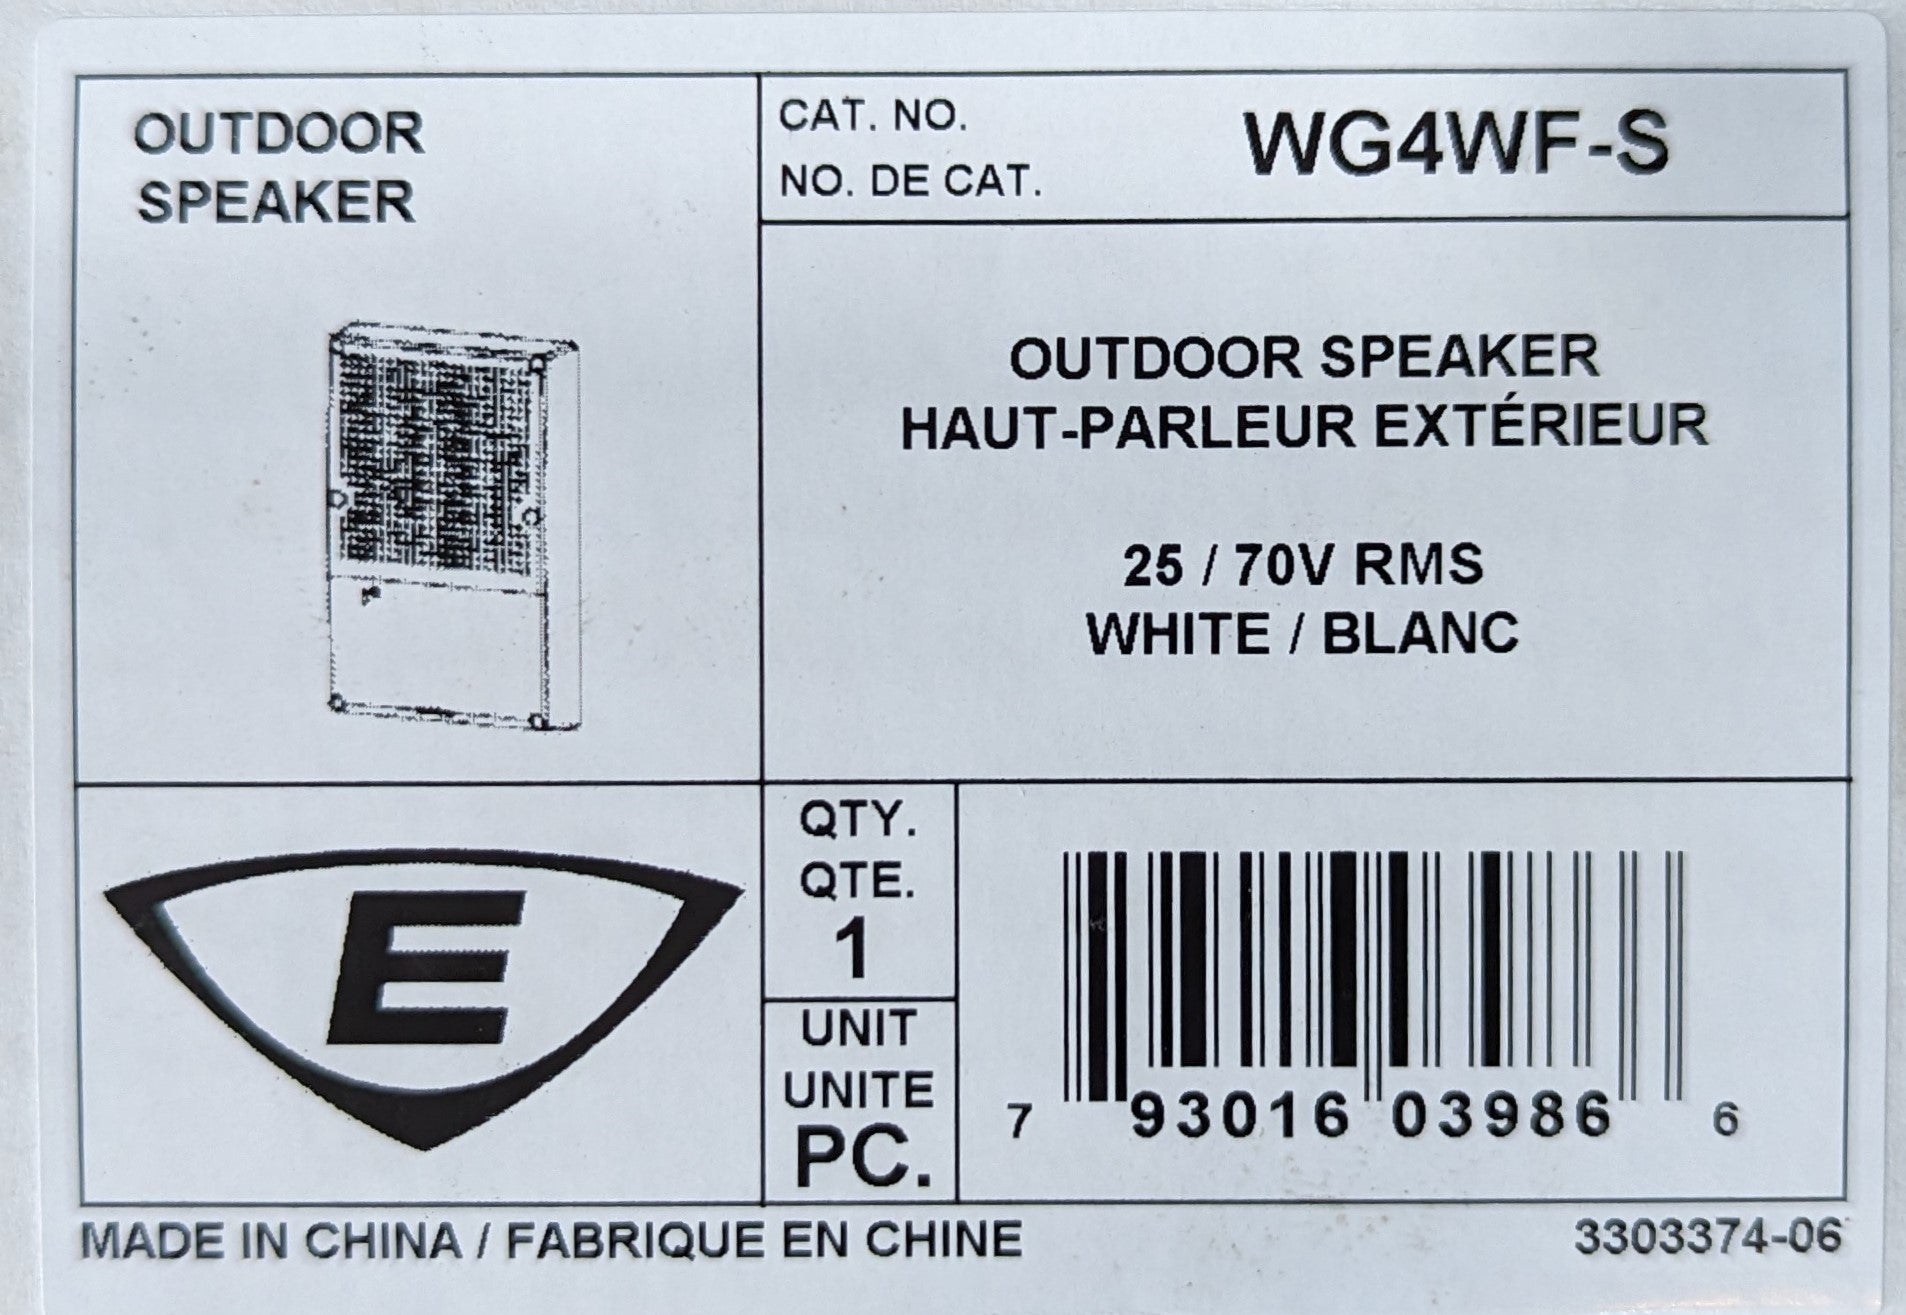 OUTDOOR
SPEAKER
CAT. NO.
NO. DE CAT.
WG4WF-S
OUTDOOR SPEAKER
HAUT-PARLEUR EXTÉRIEUR
25 / 70V RMS
WHITE / BLANC
E
QTY.
QTE.
1
UNIT
UNITE
PC.
7 93016 03986 6
MADE IN CHINA / FABRIQUE EN CHINE
3303374-06